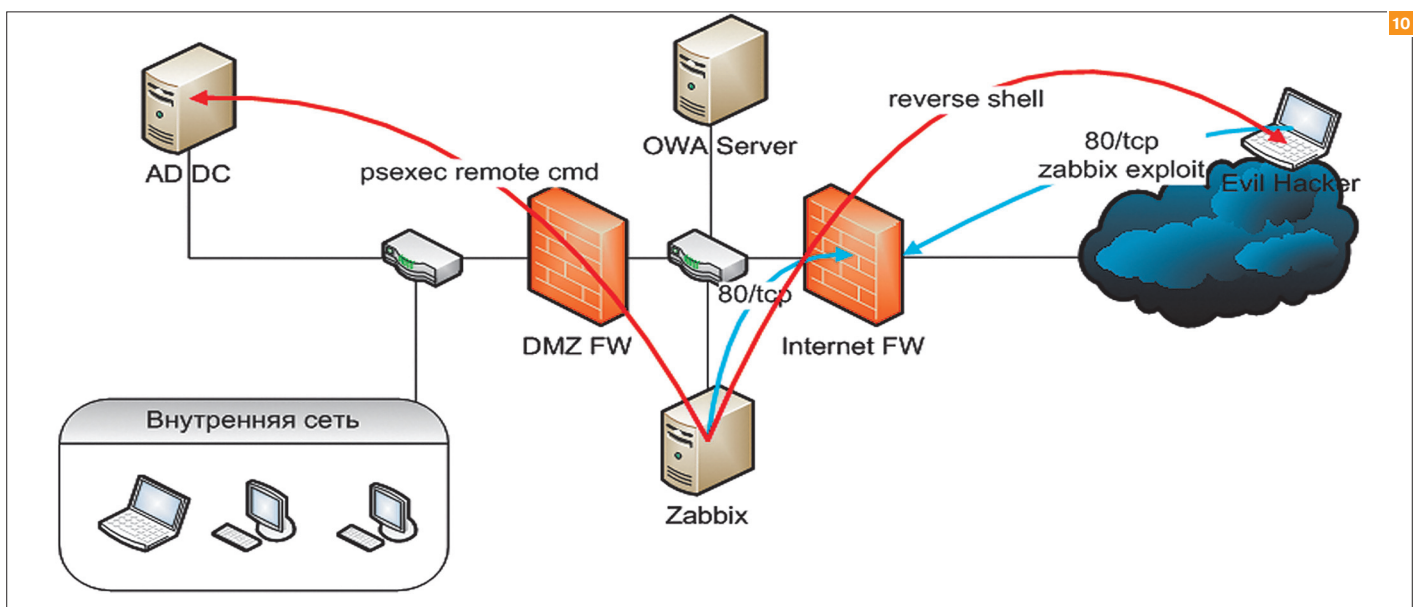 10
AD DC
psexec remote cmd
OWA Server
reverse shell
80/tcp
zabbix exploit
Evil Hacker
80/tcp
DMZ FW
Internet FW
Внутренняя сеть
Zabbix